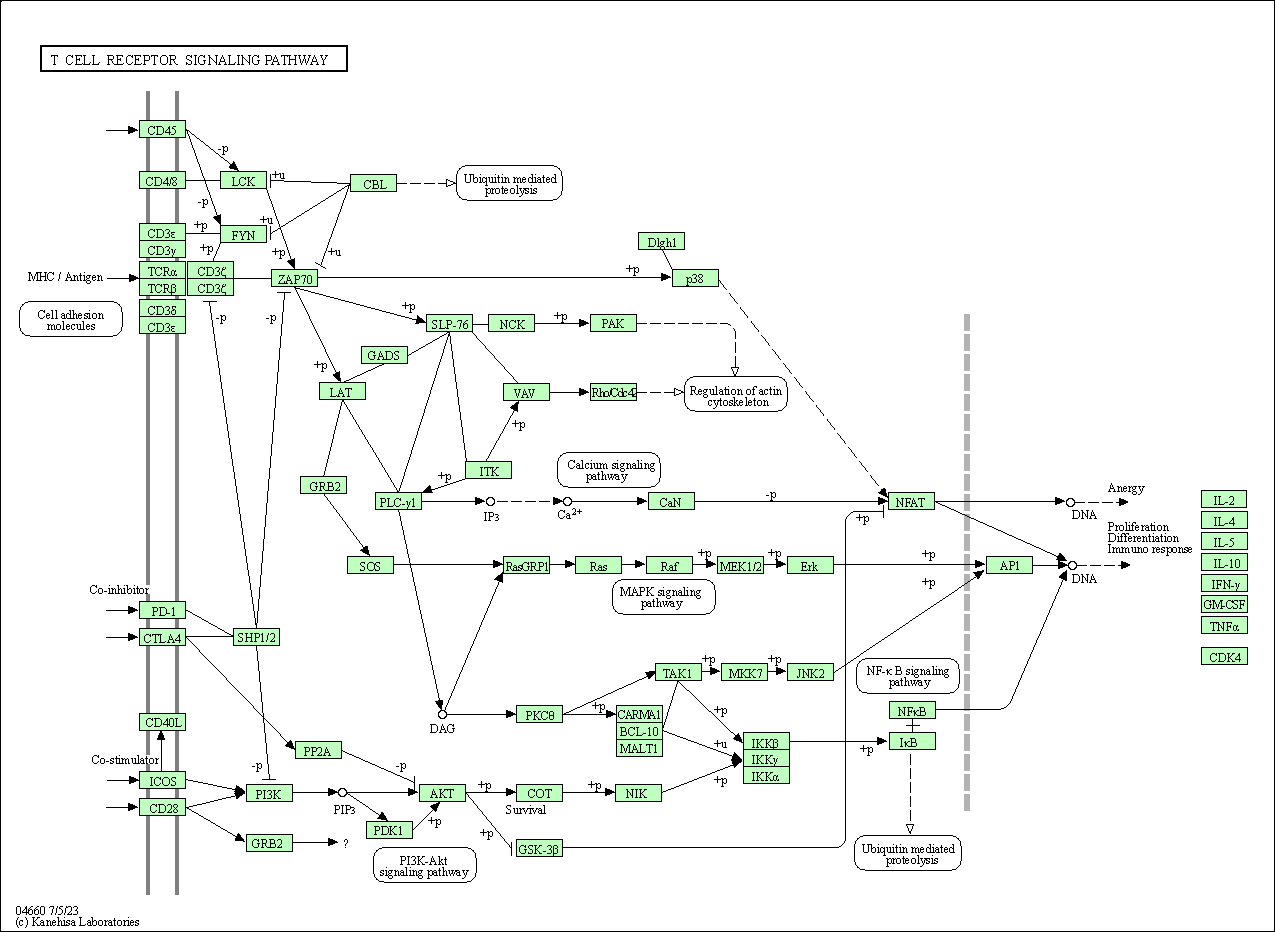 T CELL RECEPTOR SIGNALING PATHWAY
CD45
-p
CD4/8
LCK
+u
CBL
Ubiquitin mediated
proteolysis
-p
+p
CD3ε
FYN
+u
CD3γ
+p
+p
+u
Dlgh1
MHC / Antigen
TCRα
CD3ζ
ZAP70
+p
p38
TCRβ
CD3ζ
Cell adhesion
molecules
CD3δ
CD3ε
-p
-p
+p
SLP-76
NCK
+p
PAK
GADS
+p
LAT
VAV
Rho/Cdc42
Regulation of actin
cytoskeleton
+p
ITK
+p
Calcium signaling
pathway
GRB2
PLC-γ1
IP3
Ca2+
CaN
-p
NFAT
+p
DNA
Anergy
Proliferation
Differentiation
Immuno response
IL-2
IL-4
IL-5
IL-10
IFN-γ
GM-CSF
TNFα
CDK4
SOS
RasGRP1
Ras
Raf
+p
MEK1/2
+p
Erk
+p
AP1
DNA
+p
MAPK signaling
pathway
Co-inhibitor
PD-1
CTLA4
SHP1/2
TAK1
+p
MKK7
+p
JNK2
NF-κ B signaling
pathway
DAG
PKCθ
+p
CARMA1
BCL-10
MALT1
+p
+u
NFκB
IκB
IKKβ
IKKγ
IKKα
+p
CD40L
PP2A
Co-stimulator
ICOS
CD28
-p
PI3K
PIP3
-p
AKT
+p
COT
+p
NIK
+p
Survival
PDK1
+p
+p
GRB2
?
GSK-3β
PI3K-Akt
signaling pathway
Ubiquitin mediated
proteolysis
04660 7/5/23
(c) Kanehisa Laboratories